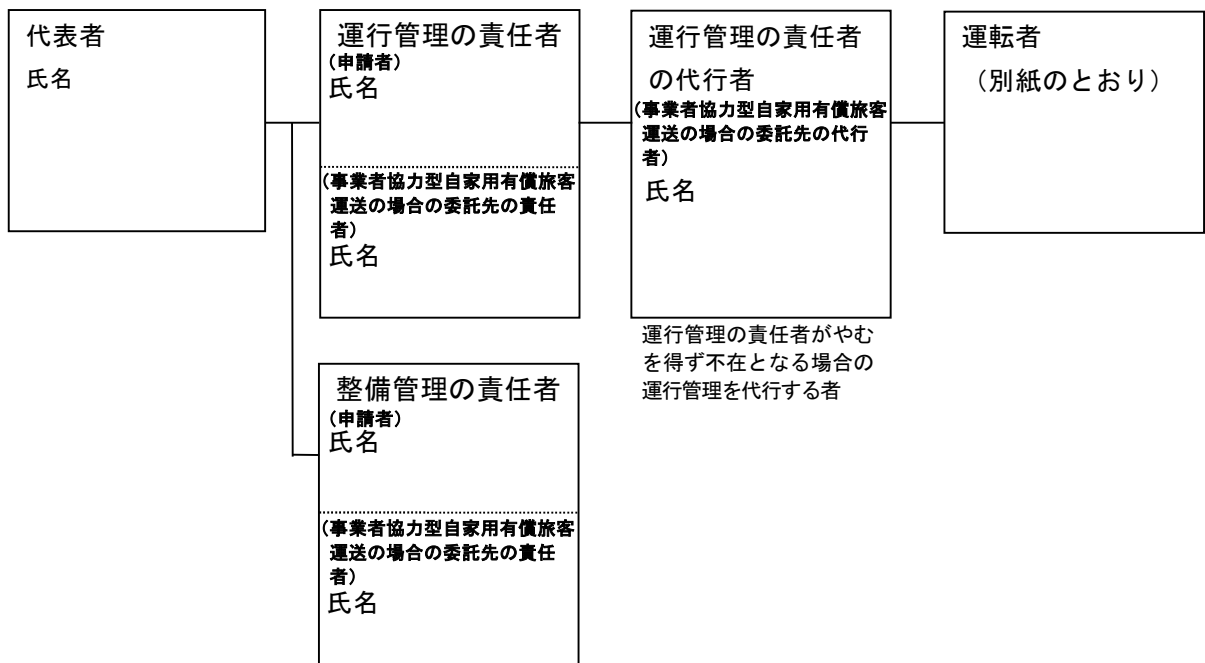 代表者
氏名
運行管理の責任者
(申請者)
氏名
(事業者協力型自家用有償旅客
運送の場合の委託先の責任
者)
氏名
運行管理の責任者
の代行者
(事業者協力型自家用有償旅客
運送の場合の委託先の代行
者)
氏名
運行管理の責任者がやむ
を得ず不在となる場合の
運行管理を代行する者
運転者
(別紙のとおり)
整備管理の責任者
(申請者)
氏名
(事業者協力型自家用有償旅客
運送の場合の委託先の責任
者)
氏名